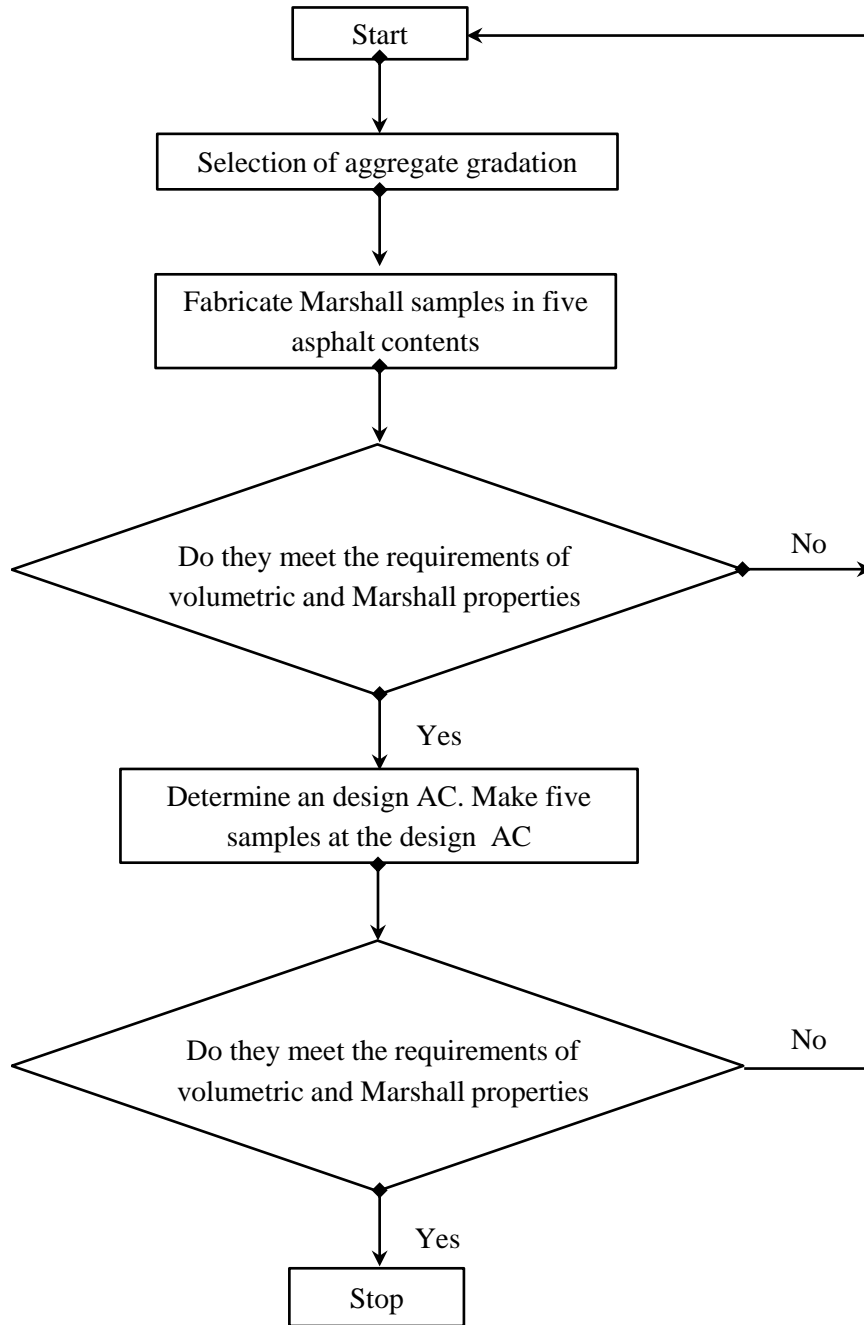 Start
Selection of aggregate gradation
Fabricate Marshall samples in five
asphalt contents
Do they meet the requirements of
volumetric and Marshall properties
No
Yes
Determine an design AC. Make five
samples at the design  AC
Do they meet the requirements of
volumetric and Marshall properties
No
Yes
Stop